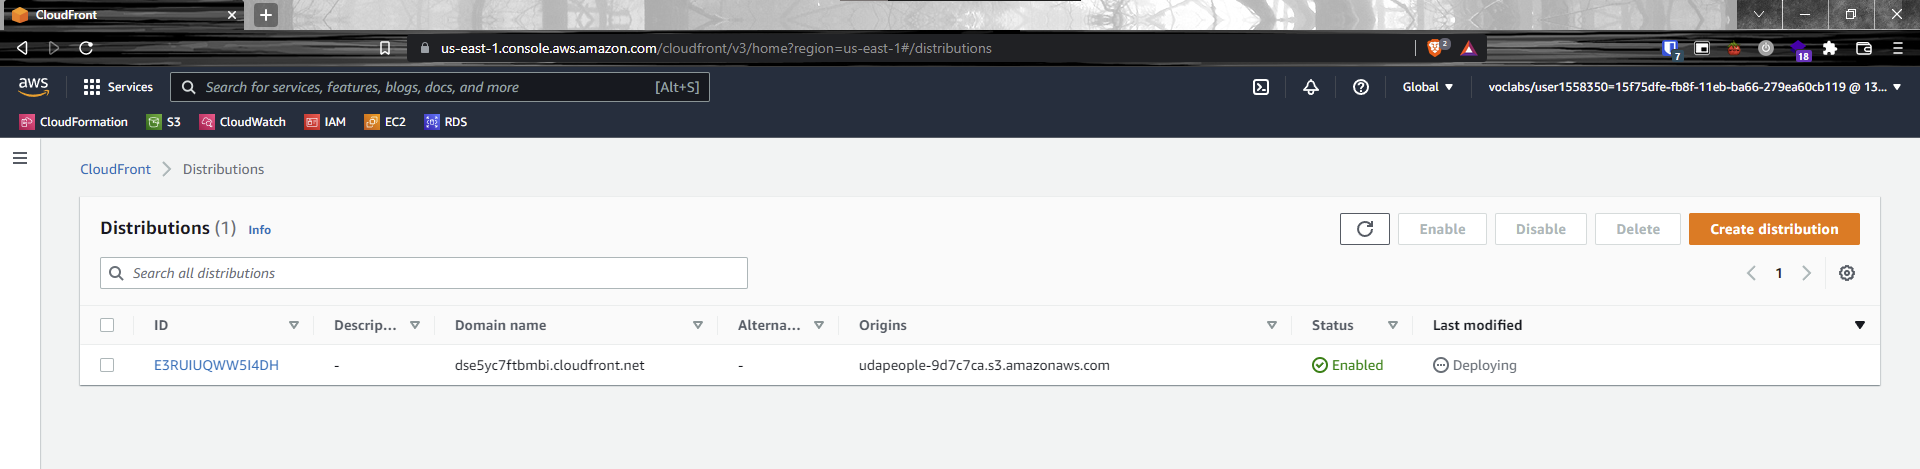 CloudFront
us-east-1.console.aws.amazon.com/cloudfront/v3/home?region=us-east-1#/distributions
2
7
18
aws
Services
Search for services, features, blogs, docs, and more
[Alt+S]
Global
voclabs/user1558350=15f75dfe-fb8f-11eb-ba66-279ea60cb119 @ 13...
CloudFormation
S3
CloudWatch
IAM
EC2
RDS
CloudFront
Distributions
Distributions (1)
Info
Enable
Disable
Delete
Create distribution
Search all distributions
1
ID
Descrip...
Domain name
Alterna...
Origins
Status
Last modified
E3RUIUQWW5I4DH
-
dse5yc7ftbmbi.cloudfront.net
-
udapeople-9d7c7ca.s3.amazonaws.com
Enabled
Deploying